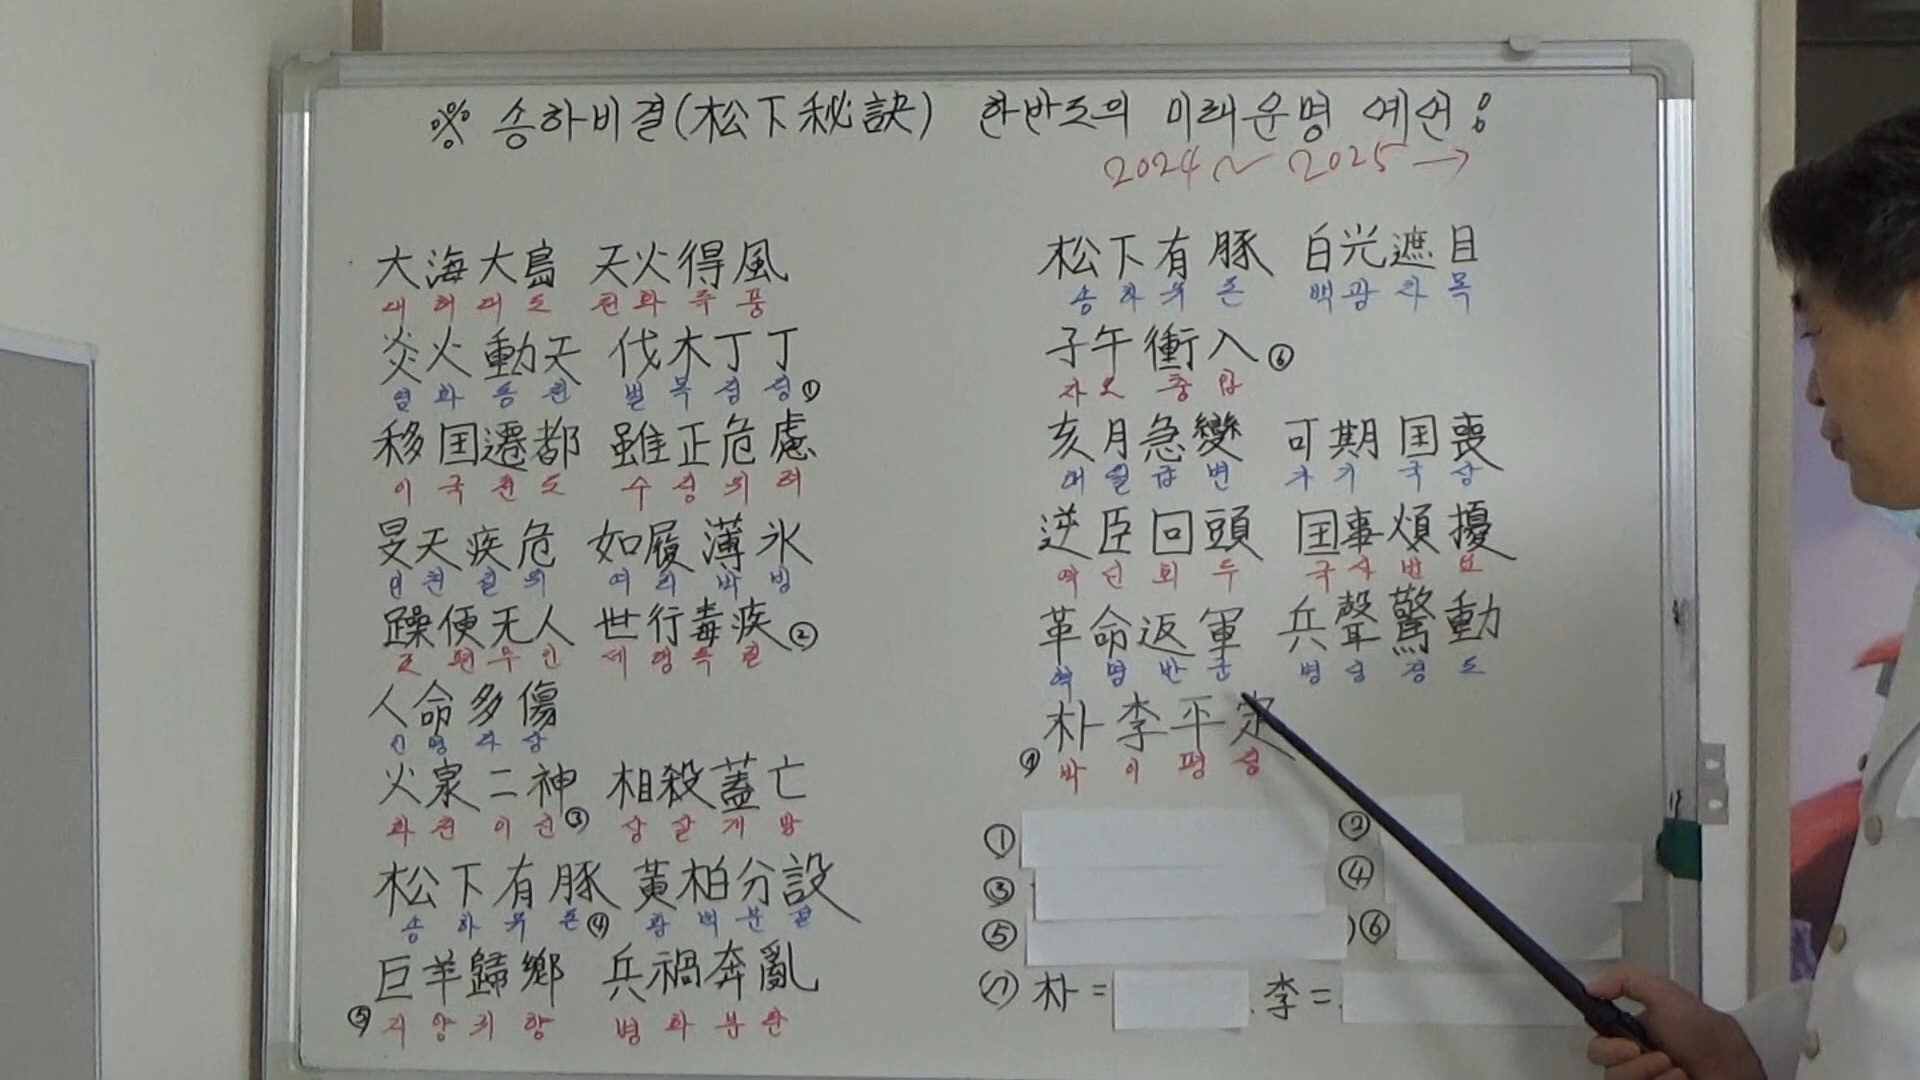 ※ 송하비결(松下秘訣) 한반도의 미래운명 예언:
2024 ~ 2025 →
大海大島 天火得風
대해대도 천화득풍
炎火動天 伐木丁丁
염화동천 벌목정정 ①
移国遷都 雖正危慮
이국천도 수정위려
旻天疾危 如履薄氷
민천질위 여리박빙
躁便无人 世行毒疾 ②
조편무인 세행독질
人命多傷
인명다상
火泉二神 ③ 相殺蓋亡
화천이신 상살개망
松下有豚 ④ 黃柏分設
송하유돈 황백분설
巨羊歸鄕 兵禍奔亂
⑤ 거양귀향 병화분란
松下有豚 白光遮目
송하유돈 백광차목
子午衝入 ⑥
자오충입
亥月急變 可期国喪
해월급변 가기국상
逆臣回頭 国事煩擾
역신회두 국사번요
革命返軍 兵聲驚動
혁명반군 병성경도
朴李平定
⑦ 박이평정
① ②
③ ④
⑤ )⑥
⑦ 朴= . 李=